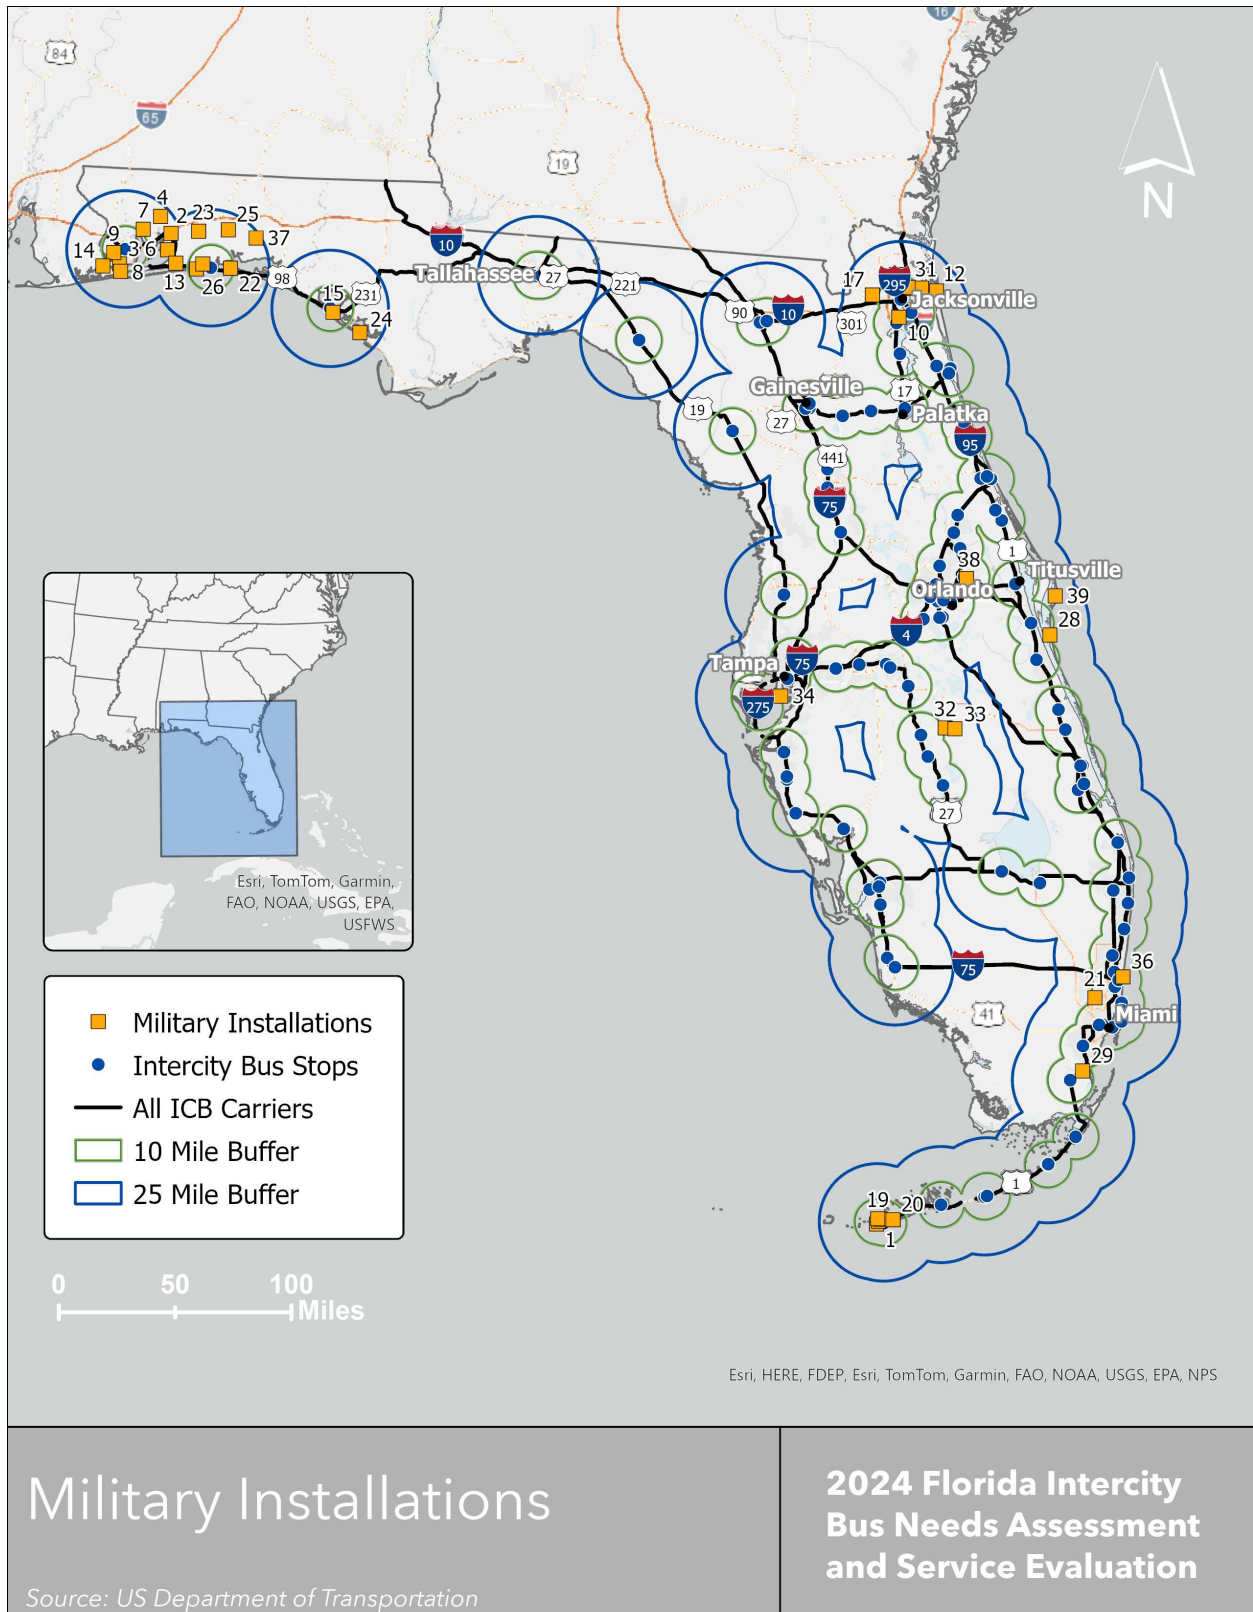 16
84
65
19
N
4
7
2
23
25
9
3
6
37
14
8
13
26
22
98
10
Tallahassee
27
221
15
231
24
17
31
12
295
Jacksonville
90
10
301
10
Gainesville
17
27
Palatka
19
95
441
75
1
38
Titusville
Orlando
39
28
4
Tampa
75
34
275
32
33
27
75
36
21
41
Miami
29
1
19
20
1
Esri, TomTom, Garmin,
FAO, NOAA, USGS, EPA,
USFWS
Military Installations
Intercity Bus Stops
All ICB Carriers
10 Mile Buffer
25 Mile Buffer
0 50 100
Miles
Esri, HERE, FDEP, Esri, TomTom, Garmin, FAO, NOAA, USGS, EPA, NPS
Military Installations
Source: US Department of Transportation
2024 Florida Intercity
Bus Needs Assessment
and Service Evaluation